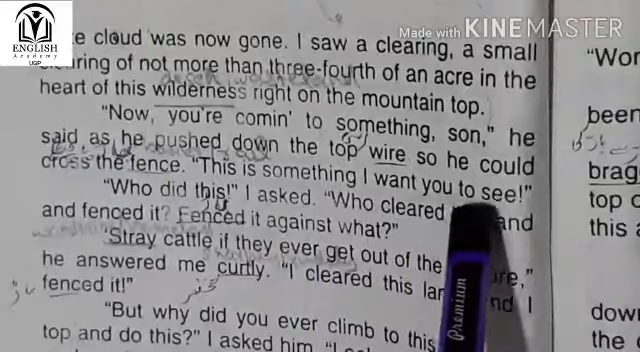 ENGLISH
Academy
UGP
Made with KINEMASTER
cloud was now gone. I saw a clearing, a small
clearing of not more than three-fourth of an acre in the
heart of this wilderness right on the mountain top.
"Now, you're comin' to something, son," he
said, as he pushed down the top wire so he could
cross the fence. "This is something I want you to see!"
"Who did this!" I asked. "Who cleared and
and fenced it? Fenced it against what?"
"Stray cattle if they ever get out of the
he answered me curtly. "I cleared this I
fenced it!"
"But why did you ever climb to this
top and do this?" I asked him.
Premium
"Wor
been
brag
top o
this a
down
the